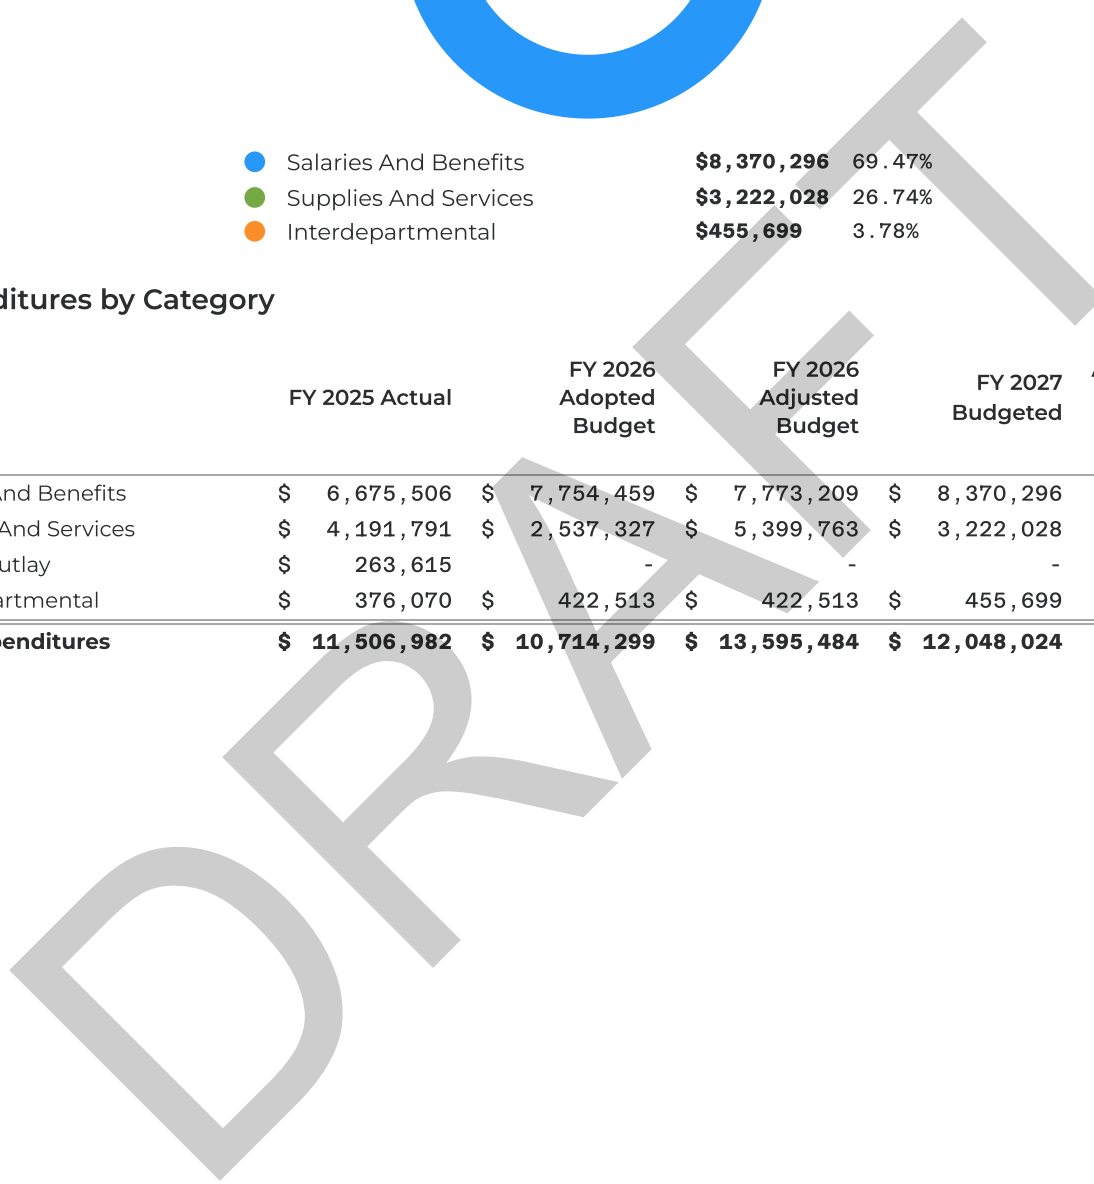 Salaries And Benefits $8,370,296 69.47%
Supplies And Services $3,222,028 26.74%
Interdepartmental $455,699 3.78%
ditures by Category
FY 2025 Actual FY 2026 Adopted Budget FY 2026 Adjusted Budget FY 2027 Budgeted
And Benefits $ 6,675,506 $ 7,754,459 $ 7,773,209 $ 8,370,296
And Services $ 4,191,791 $ 2,537,327 $ 5,399,763 $ 3,222,028
utlay $ 263,615 - - -
artmental $ 376,070 $ 422,513 $ 422,513 $ 455,699
penditures $ 11,506,982 $ 10,714,299 $ 13,595,484 $ 12,048,024
DRAFT